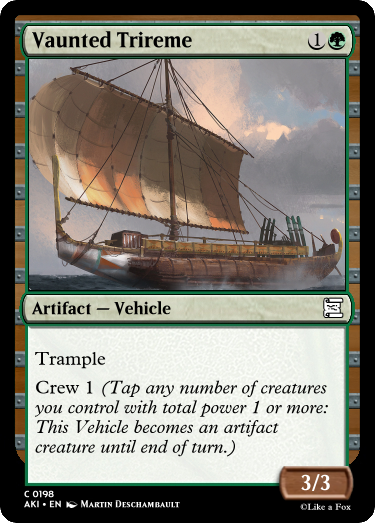 Vaunted Trireme 1
Artifact — Vehicle
Trample
Crew 1 (Tap any number of creatures
you control with total power 1 or more:
This Vehicle becomes an artifact
creature until end of turn.)
3/3
C 0198
AKI • EN Martin Deschambault
©Like a Fox